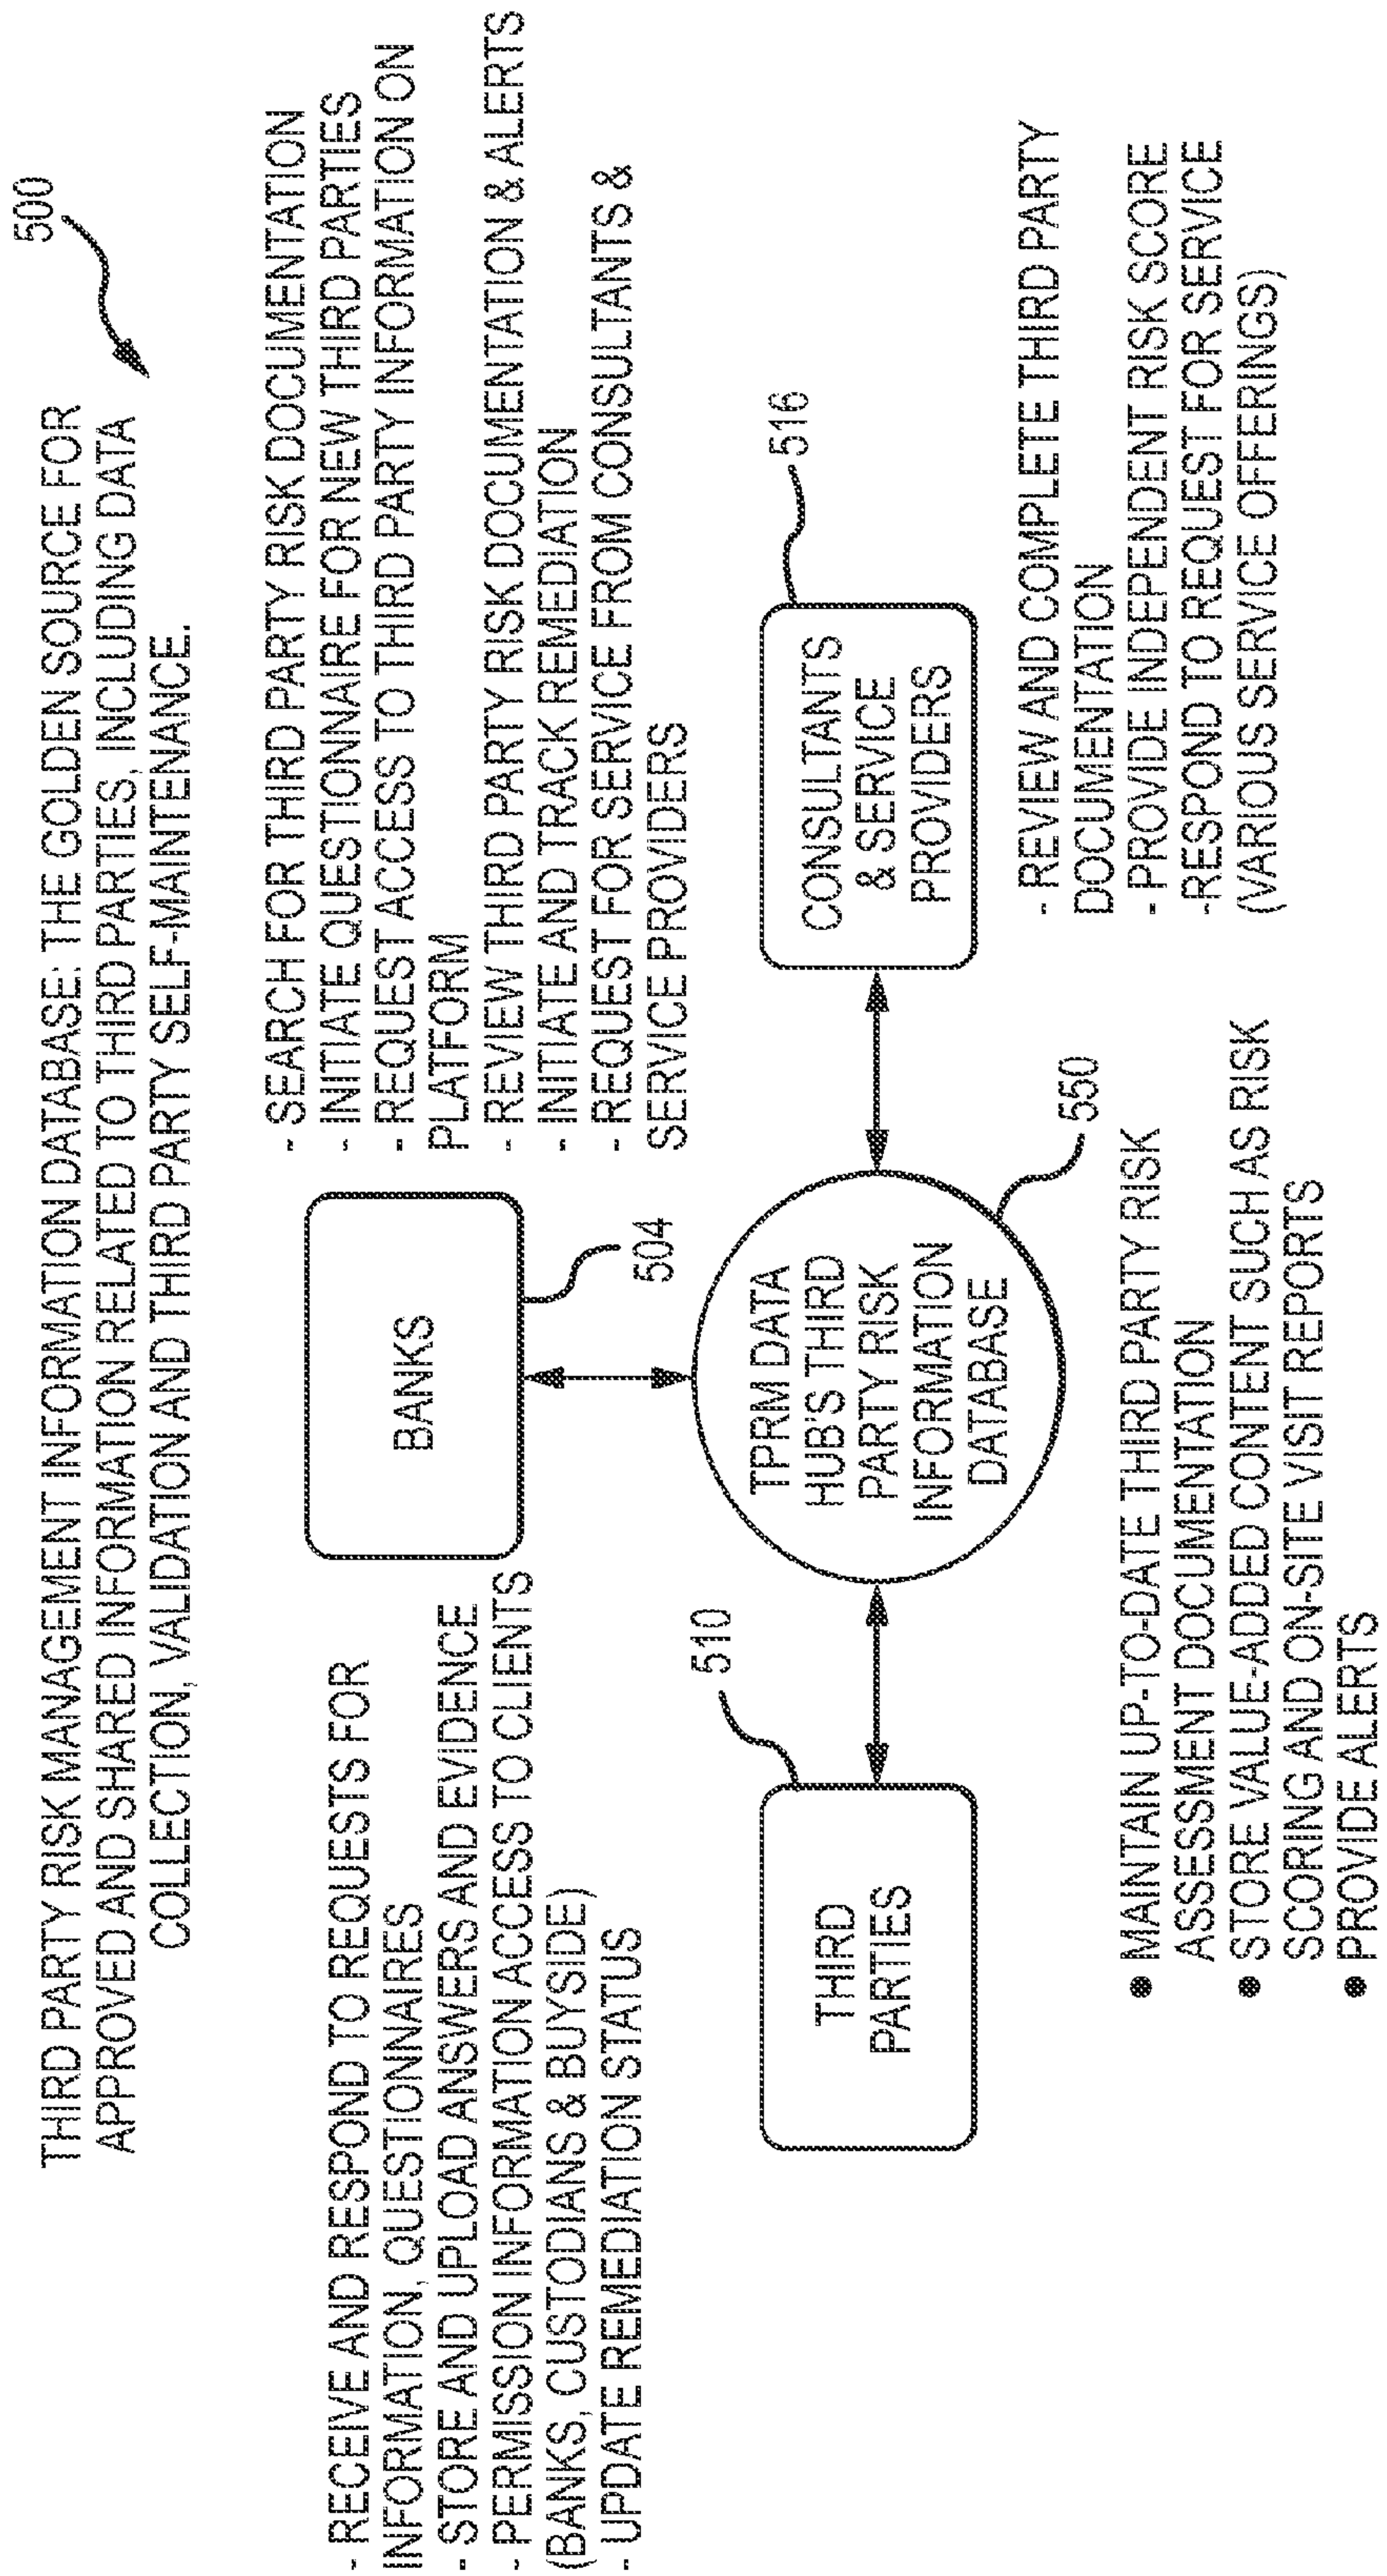 THIRD PARTY RISK MANAGEMENT INFORMATION DATABASE: THE GOLDEN SOURCE FOR
APPROVED AND SHARED INFORMATION RELATED TO THIRD PARTIES, INCLUDING DATA
COLLECTION, VALIDATION AND THIRD PARTY SELF-MAINTENANCE.
500
- RECEIVE AND RESPOND TO REQUESTS FOR
INFORMATION, QUESTIONNAIRES
- STORE AND UPLOAD ANSWERS AND EVIDENCE
- PERMISSION INFORMATION ACCESS TO CLIENTS
(BANKS, CUSTODIANS & BUYSIDE)
- UPDATE REMEDIATION STATUS
BANKS
504
- SEARCH FOR THIRD PARTY RISK DOCUMENTATION
- INITIATE QUESTIONNAIRE FOR NEW THIRD PARTIES
- REQUEST ACCESS TO THIRD PARTY INFORMATION ON
PLATFORM
- REVIEW THIRD PARTY RISK DOCUMENTATION & ALERTS
- INITIATE AND TRACK REMEDIATION
- REQUEST FOR SERVICE FROM CONSULTANTS &
SERVICE PROVIDERS
510
THIRD
PARTIES
TPRM DATA
HUB'S THIRD
PARTY RISK
INFORMATION
DATABASE
550
516
CONSULTANTS
& SERVICE
PROVIDERS
● MAINTAIN UP-TO-DATE THIRD PARTY RISK
ASSESSMENT DOCUMENTATION
● STORE VALUE-ADDED CONTENT SUCH AS RISK
SCORING AND ON-SITE VISIT REPORTS
● PROVIDE ALERTS
- REVIEW AND COMPLETE THIRD PARTY
DOCUMENTATION
- PROVIDE INDEPENDENT RISK SCORE
-RESPOND TO REQUEST FOR SERVICE
(VARIOUS SERVICE OFFERINGS)